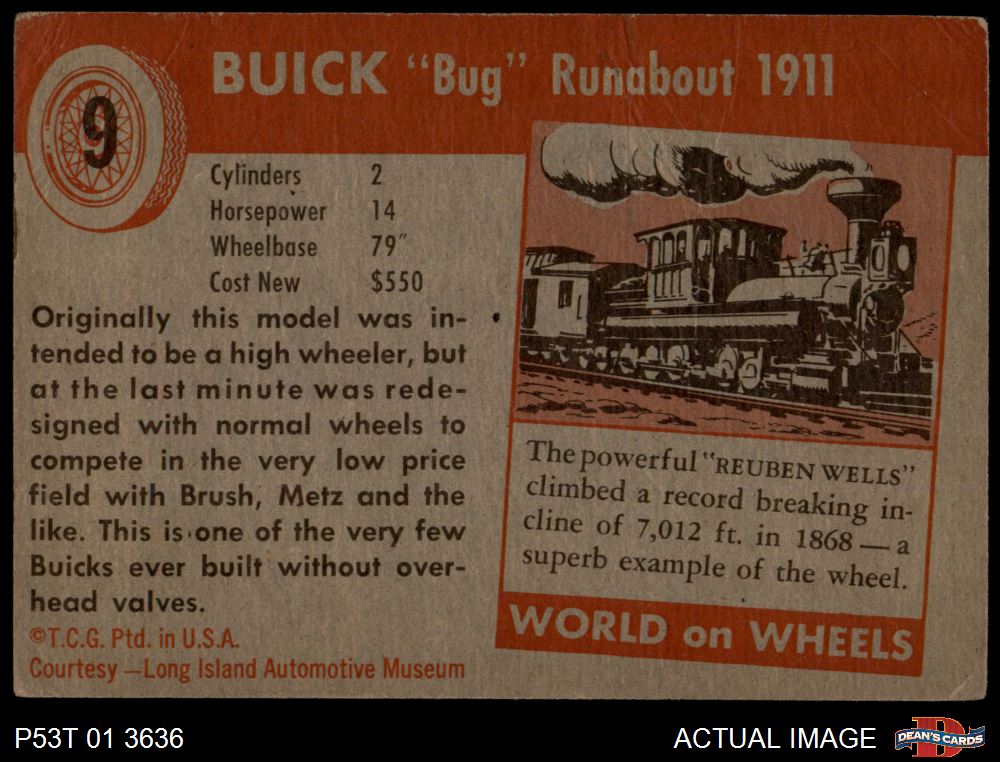 9
BUICK "Bug" Runabout 1911
Cylinders 2
Horsepower 14
Wheelbase 79"
Cost New $550
Originally this model was in-
tended to be a high wheeler, but
at the last minute was rede-
signed with normal wheels to
compete in the very low price
field with Brush, Metz and the
like. This is one of the very few
Buicks ever built without over-
head valves.
©T.C.G. Ptd. in U.S.A.
Courtesy—Long Island Automotive Museum
The powerful "REUBEN WELLS"
climbed a record breaking in-
cline of 7,012 ft. in 1868—a
superb example of the wheel.
WORLD on WHEELS
P53T 01 3636
ACTUAL IMAGE
D
DEAN'S CARDS